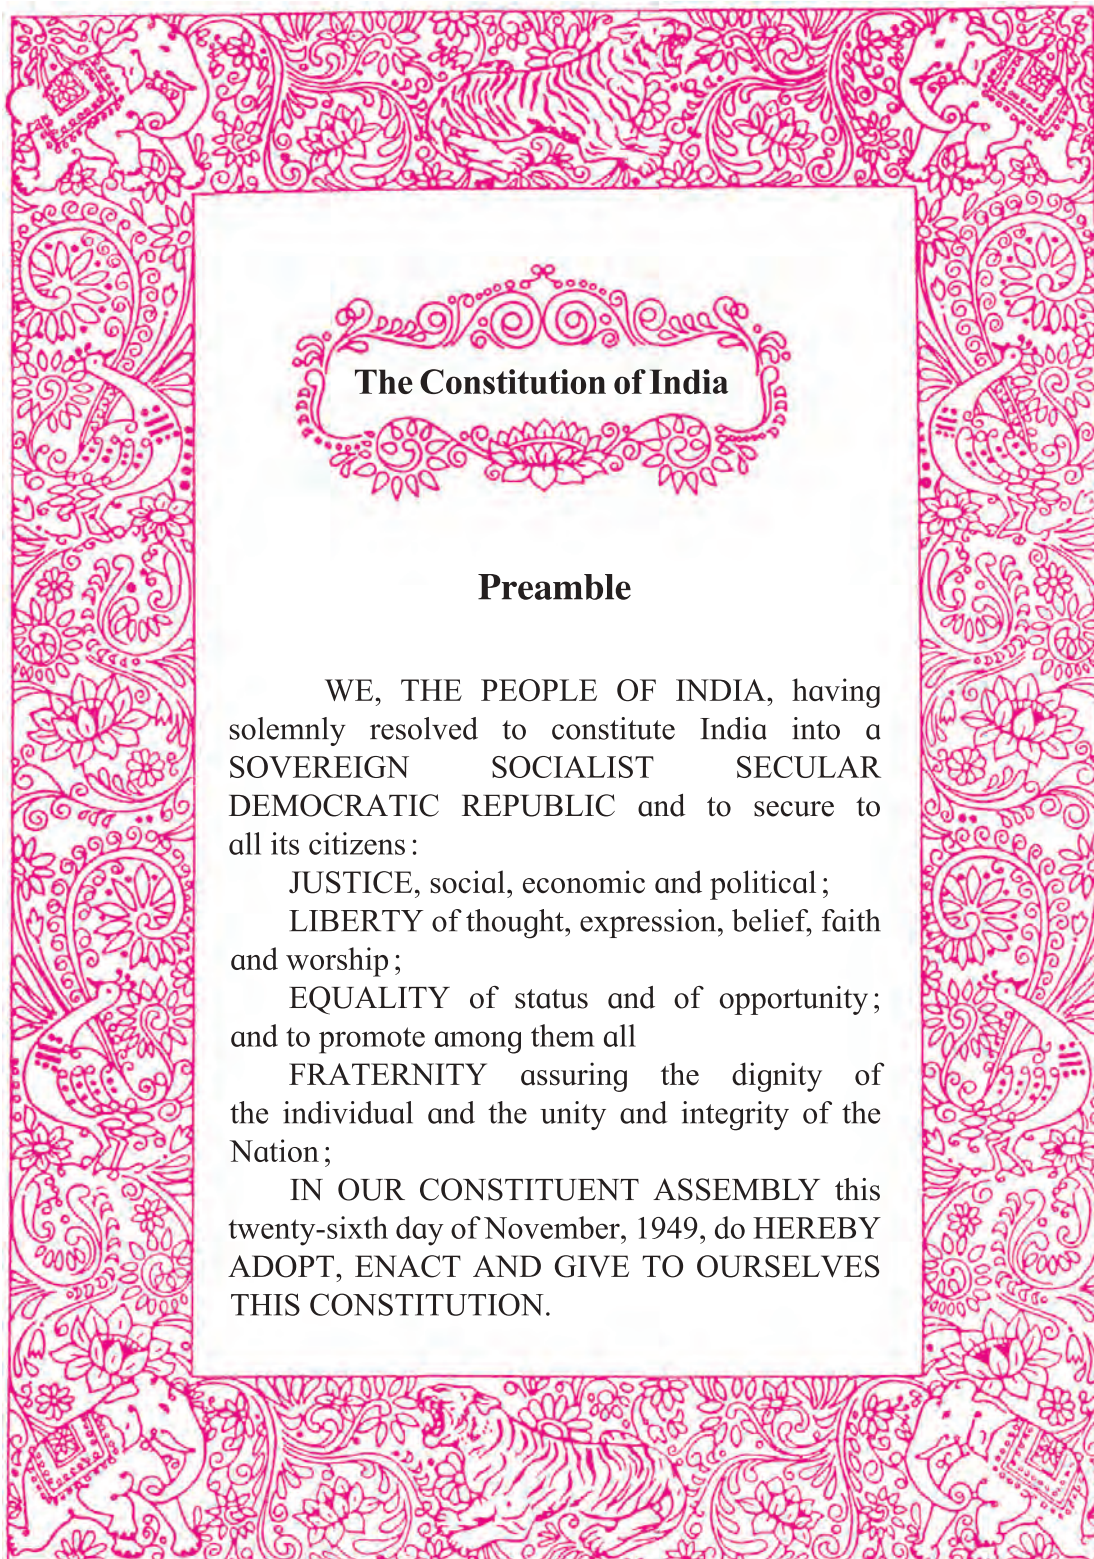 The Constitution of India
Preamble
WE, THE PEOPLE OF INDIA, having
solemnly resolved to constitute India into a
SOVEREIGN SOCIALIST SECULAR
DEMOCRATIC REPUBLIC and to secure to
all its citizens :
JUSTICE, social, economic and political ;
LIBERTY of thought, expression, belief, faith
and worship ;
EQUALITY of status and of opportunity ;
and to promote among them all
FRATERNITY assuring the dignity of
the individual and the unity and integrity of the
Nation ;
IN OUR CONSTITUENT ASSEMBLY this
twenty-sixth day of November, 1949, do HEREBY
ADOPT, ENACT AND GIVE TO OURSELVES
THIS CONSTITUTION.